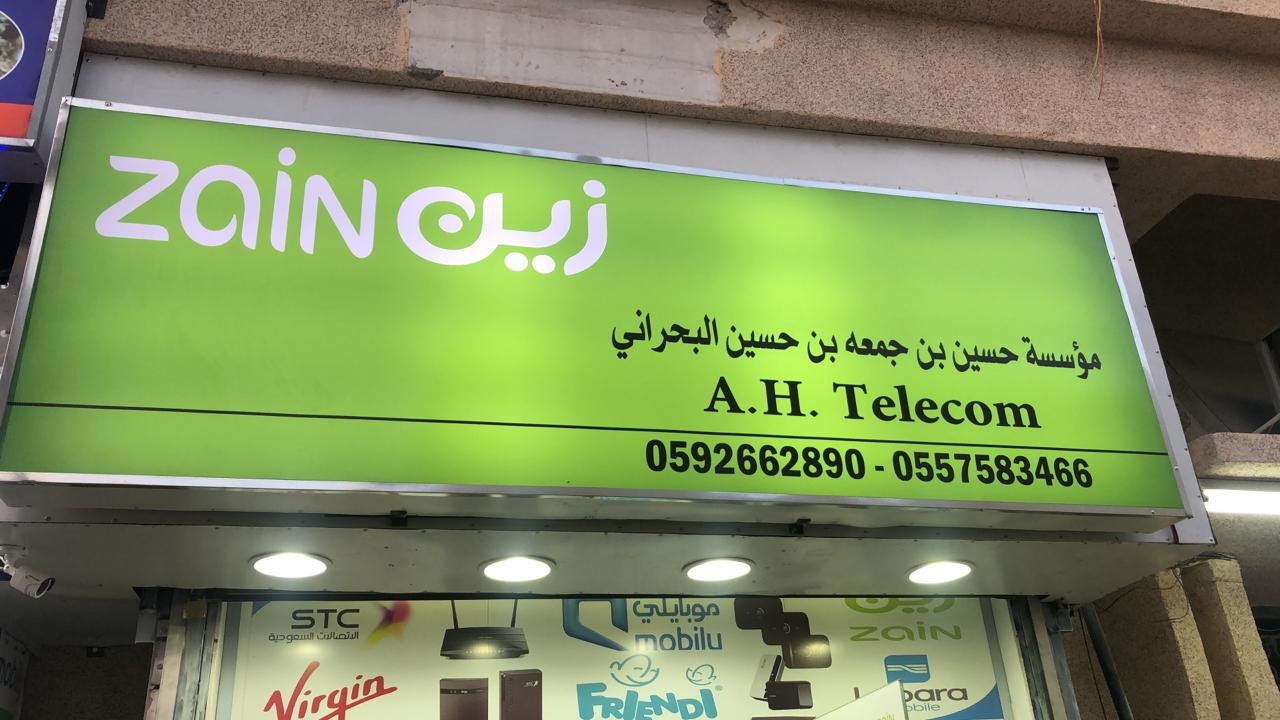 zain زين
مؤسسة حسين بن جمعه بن حسين البحراني
A.H. Telecom
0592662890 - 0557583466
STC
الاتصالات السعودية
موبايلي
mobilu
زين
zain
Virgin
FRiENDi
mobile